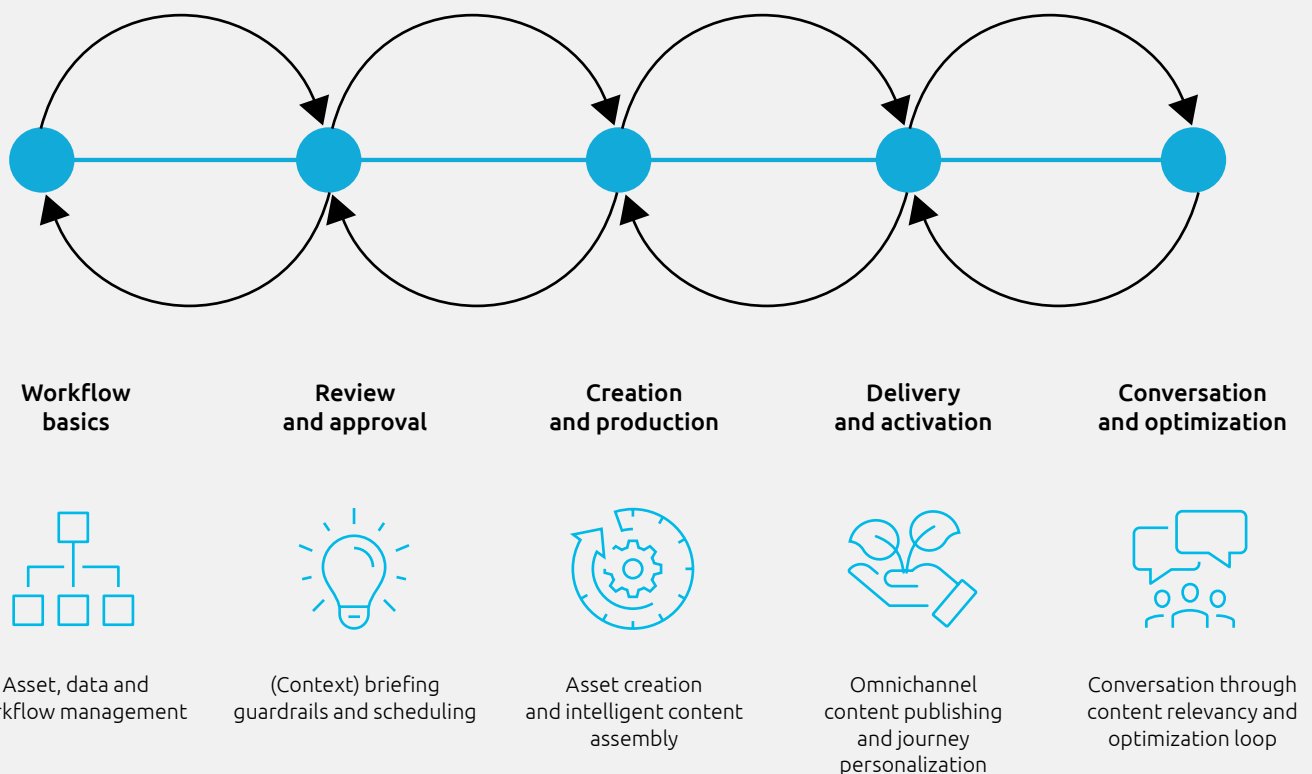 Workflow
basics
Review
and approval
Creation
and production
Delivery
and activation
Conversation
and optimization
Asset, data and
rkflow management
(Context) briefing
guardrails and scheduling
Asset creation
and intelligent content
assembly
Omnichannel
content publishing
and journey
personalization
Conversation through
content relevancy and
optimization loop